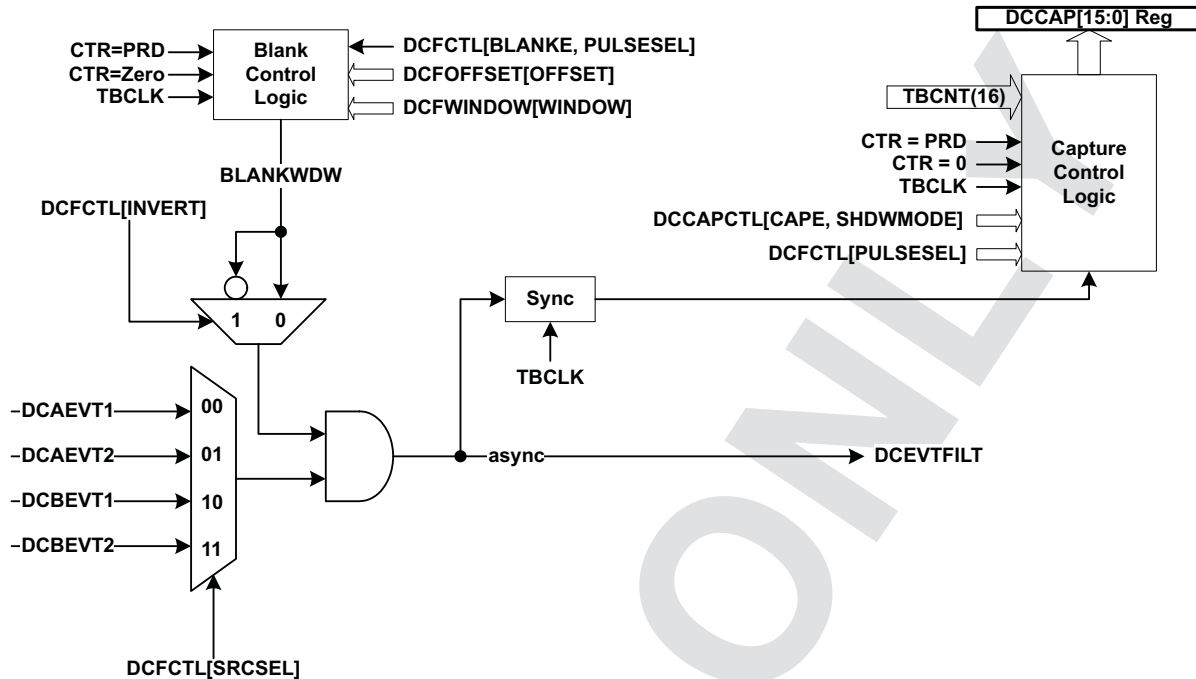 DCCAP[15:0] Reg
CTR=PRD
CTR=Zero
TBCLK
Blank
Control
Logic
DCFCTL[BLANKE, PULSESEL]
DCFOFFSET[OFFSET]
DCFWINDOW[WINDOW]
TBCNT(16)
CTR = PRD
CTR = 0
TBCLK
Capture
Control
Logic
BLANKWDW
DCFCTL[INVERT]
DCCAPCTL[CAPE, SHDWMODE]
DCFCTL[PULSESEL]
1 0
Sync
TBCLK
DCAEVT1
DCAEVT2
DCBEVT1
DCBEVT2
00
01
10
11
async
DCEVTFILT
DCFCTL[SRCSEL]
ONLY